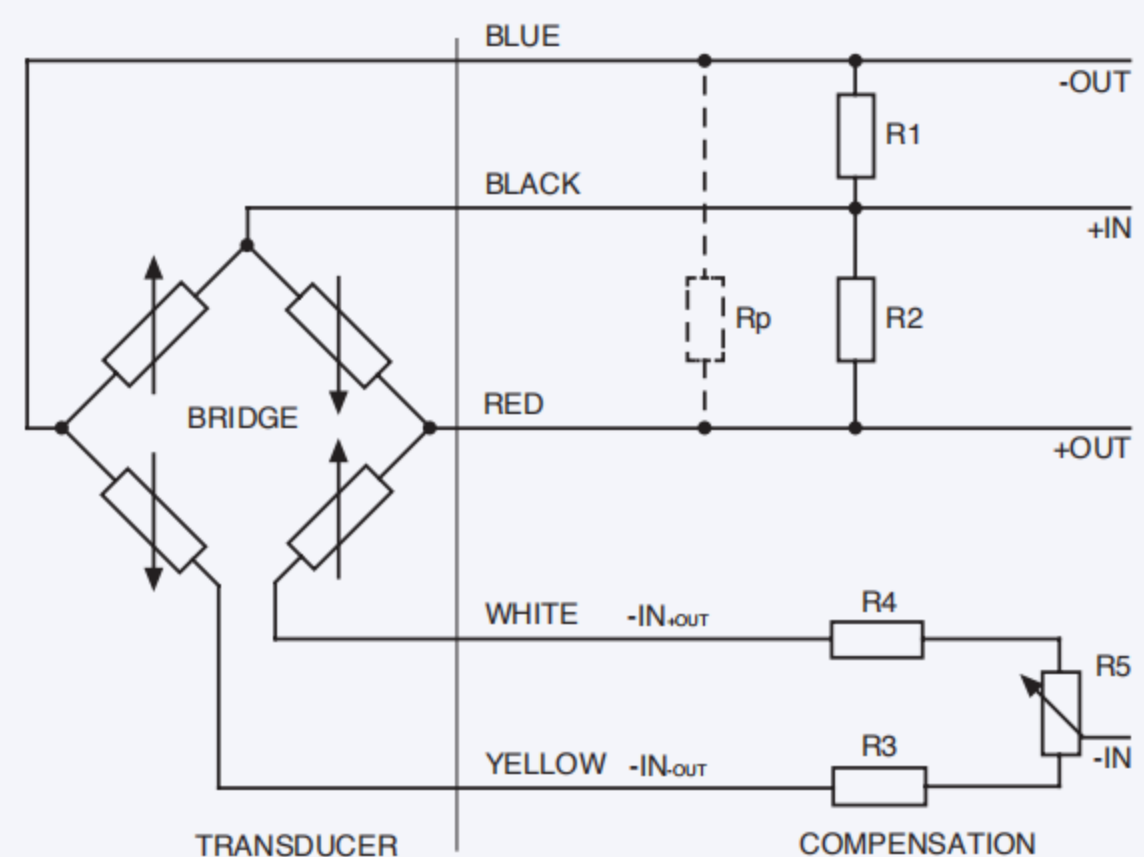 BLUE
-OUT
R1
BLACK
+IN
Rp
R2
BRIDGE
RED
+OUT
WHITE -IN+OUT
R4
R5
YELLOW -IN-OUT
R3
-IN
TRANSDUCER
COMPENSATION